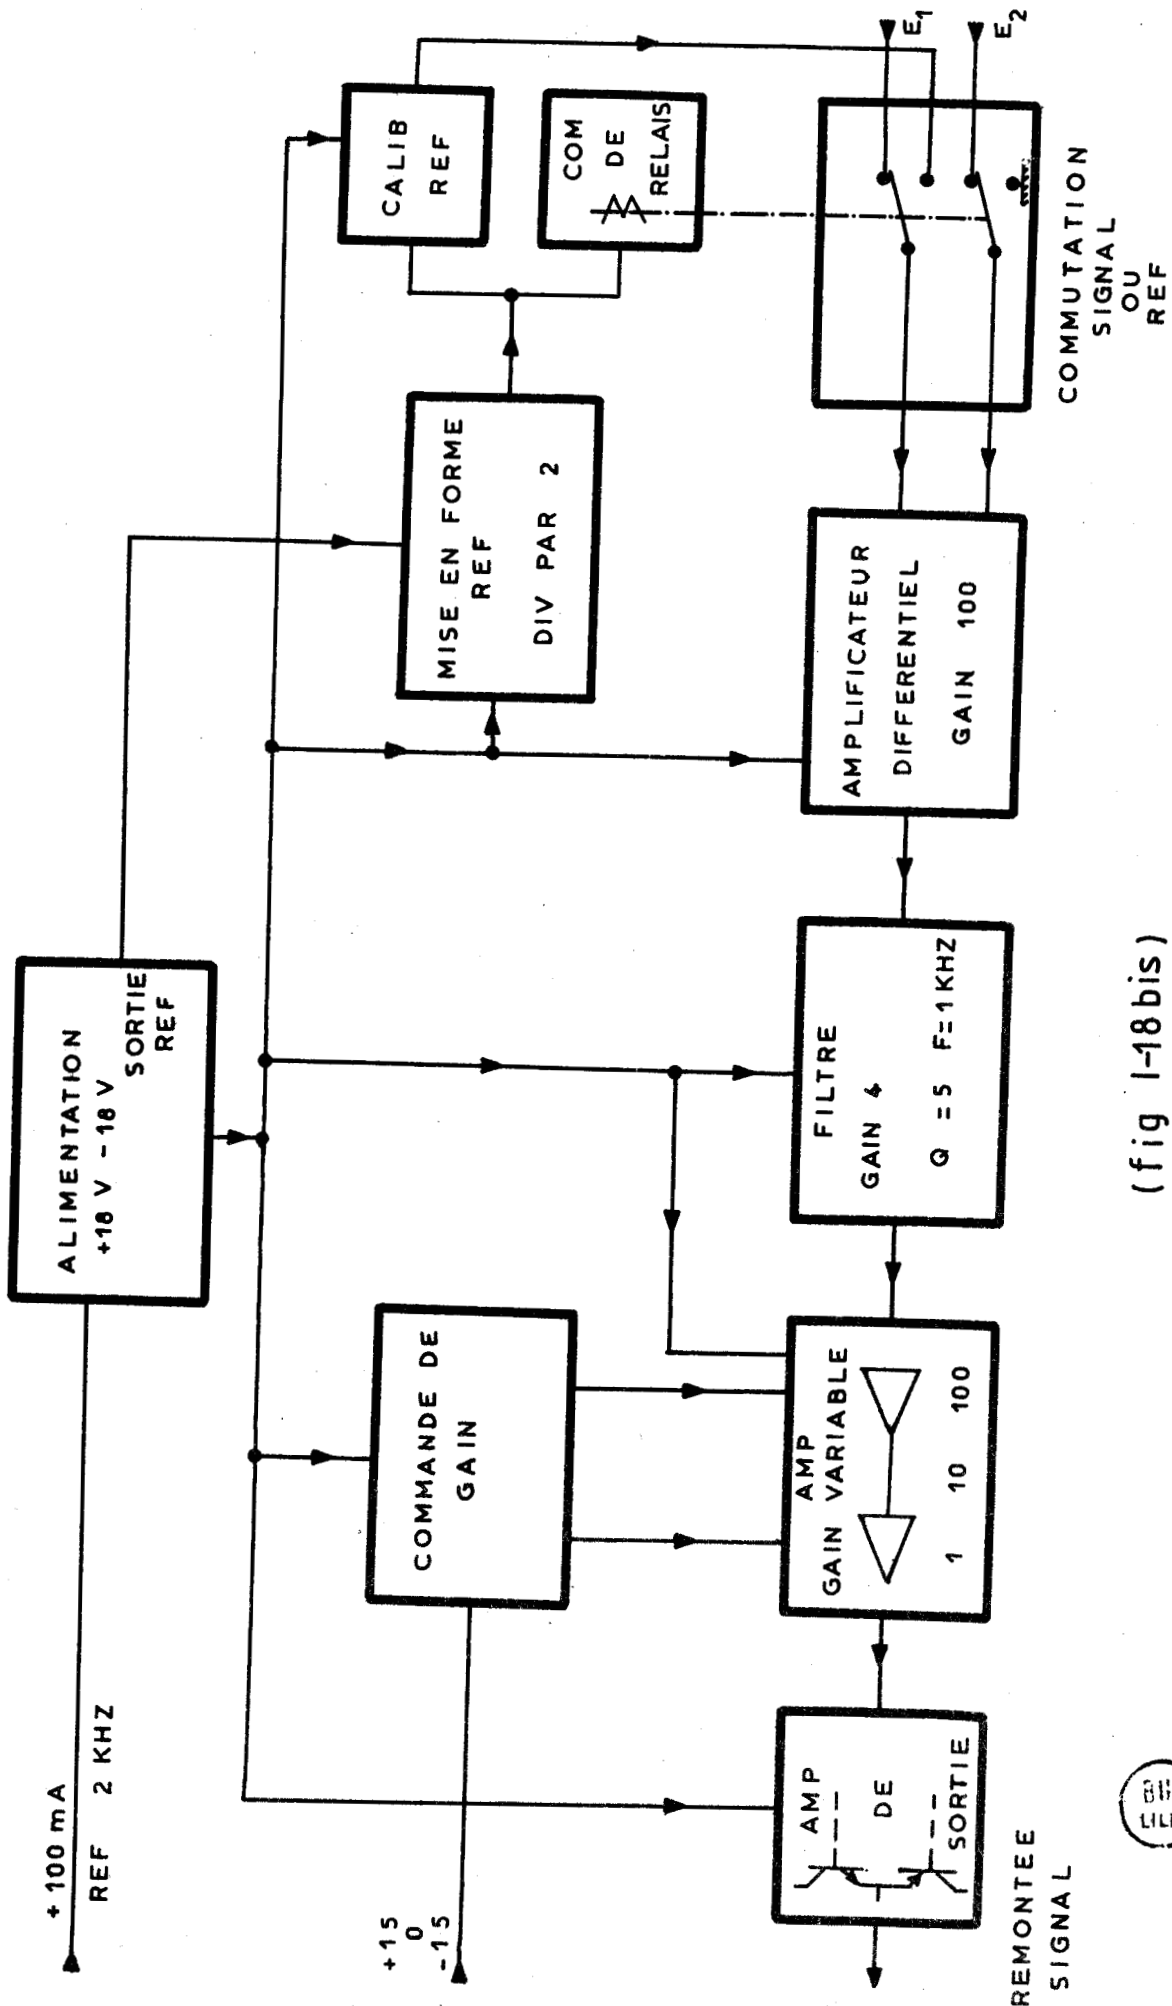 + 100 mA
REF 2 KHZ
ALIMENTATION
+18 V - 18 V
SORTIE
REF
+15
0
-15
COMMANDE DE
GAIN
MISE EN FORME
REF
DIV PAR 2
CALIB
REF
COM
DE
RELAIS
AMP
DE
SORTIE
REMONTEE
SIGNAL
AMP
GAIN VARIABLE
1 10 100
FILTRE
GAIN 4
Q = 5 F=1KHZ
AMPLIFICATEUR
DIFFERENTIEL
GAIN 100
E1
E2
COMMUTATION
SIGNAL
OU
REF
(fig I-18bis)